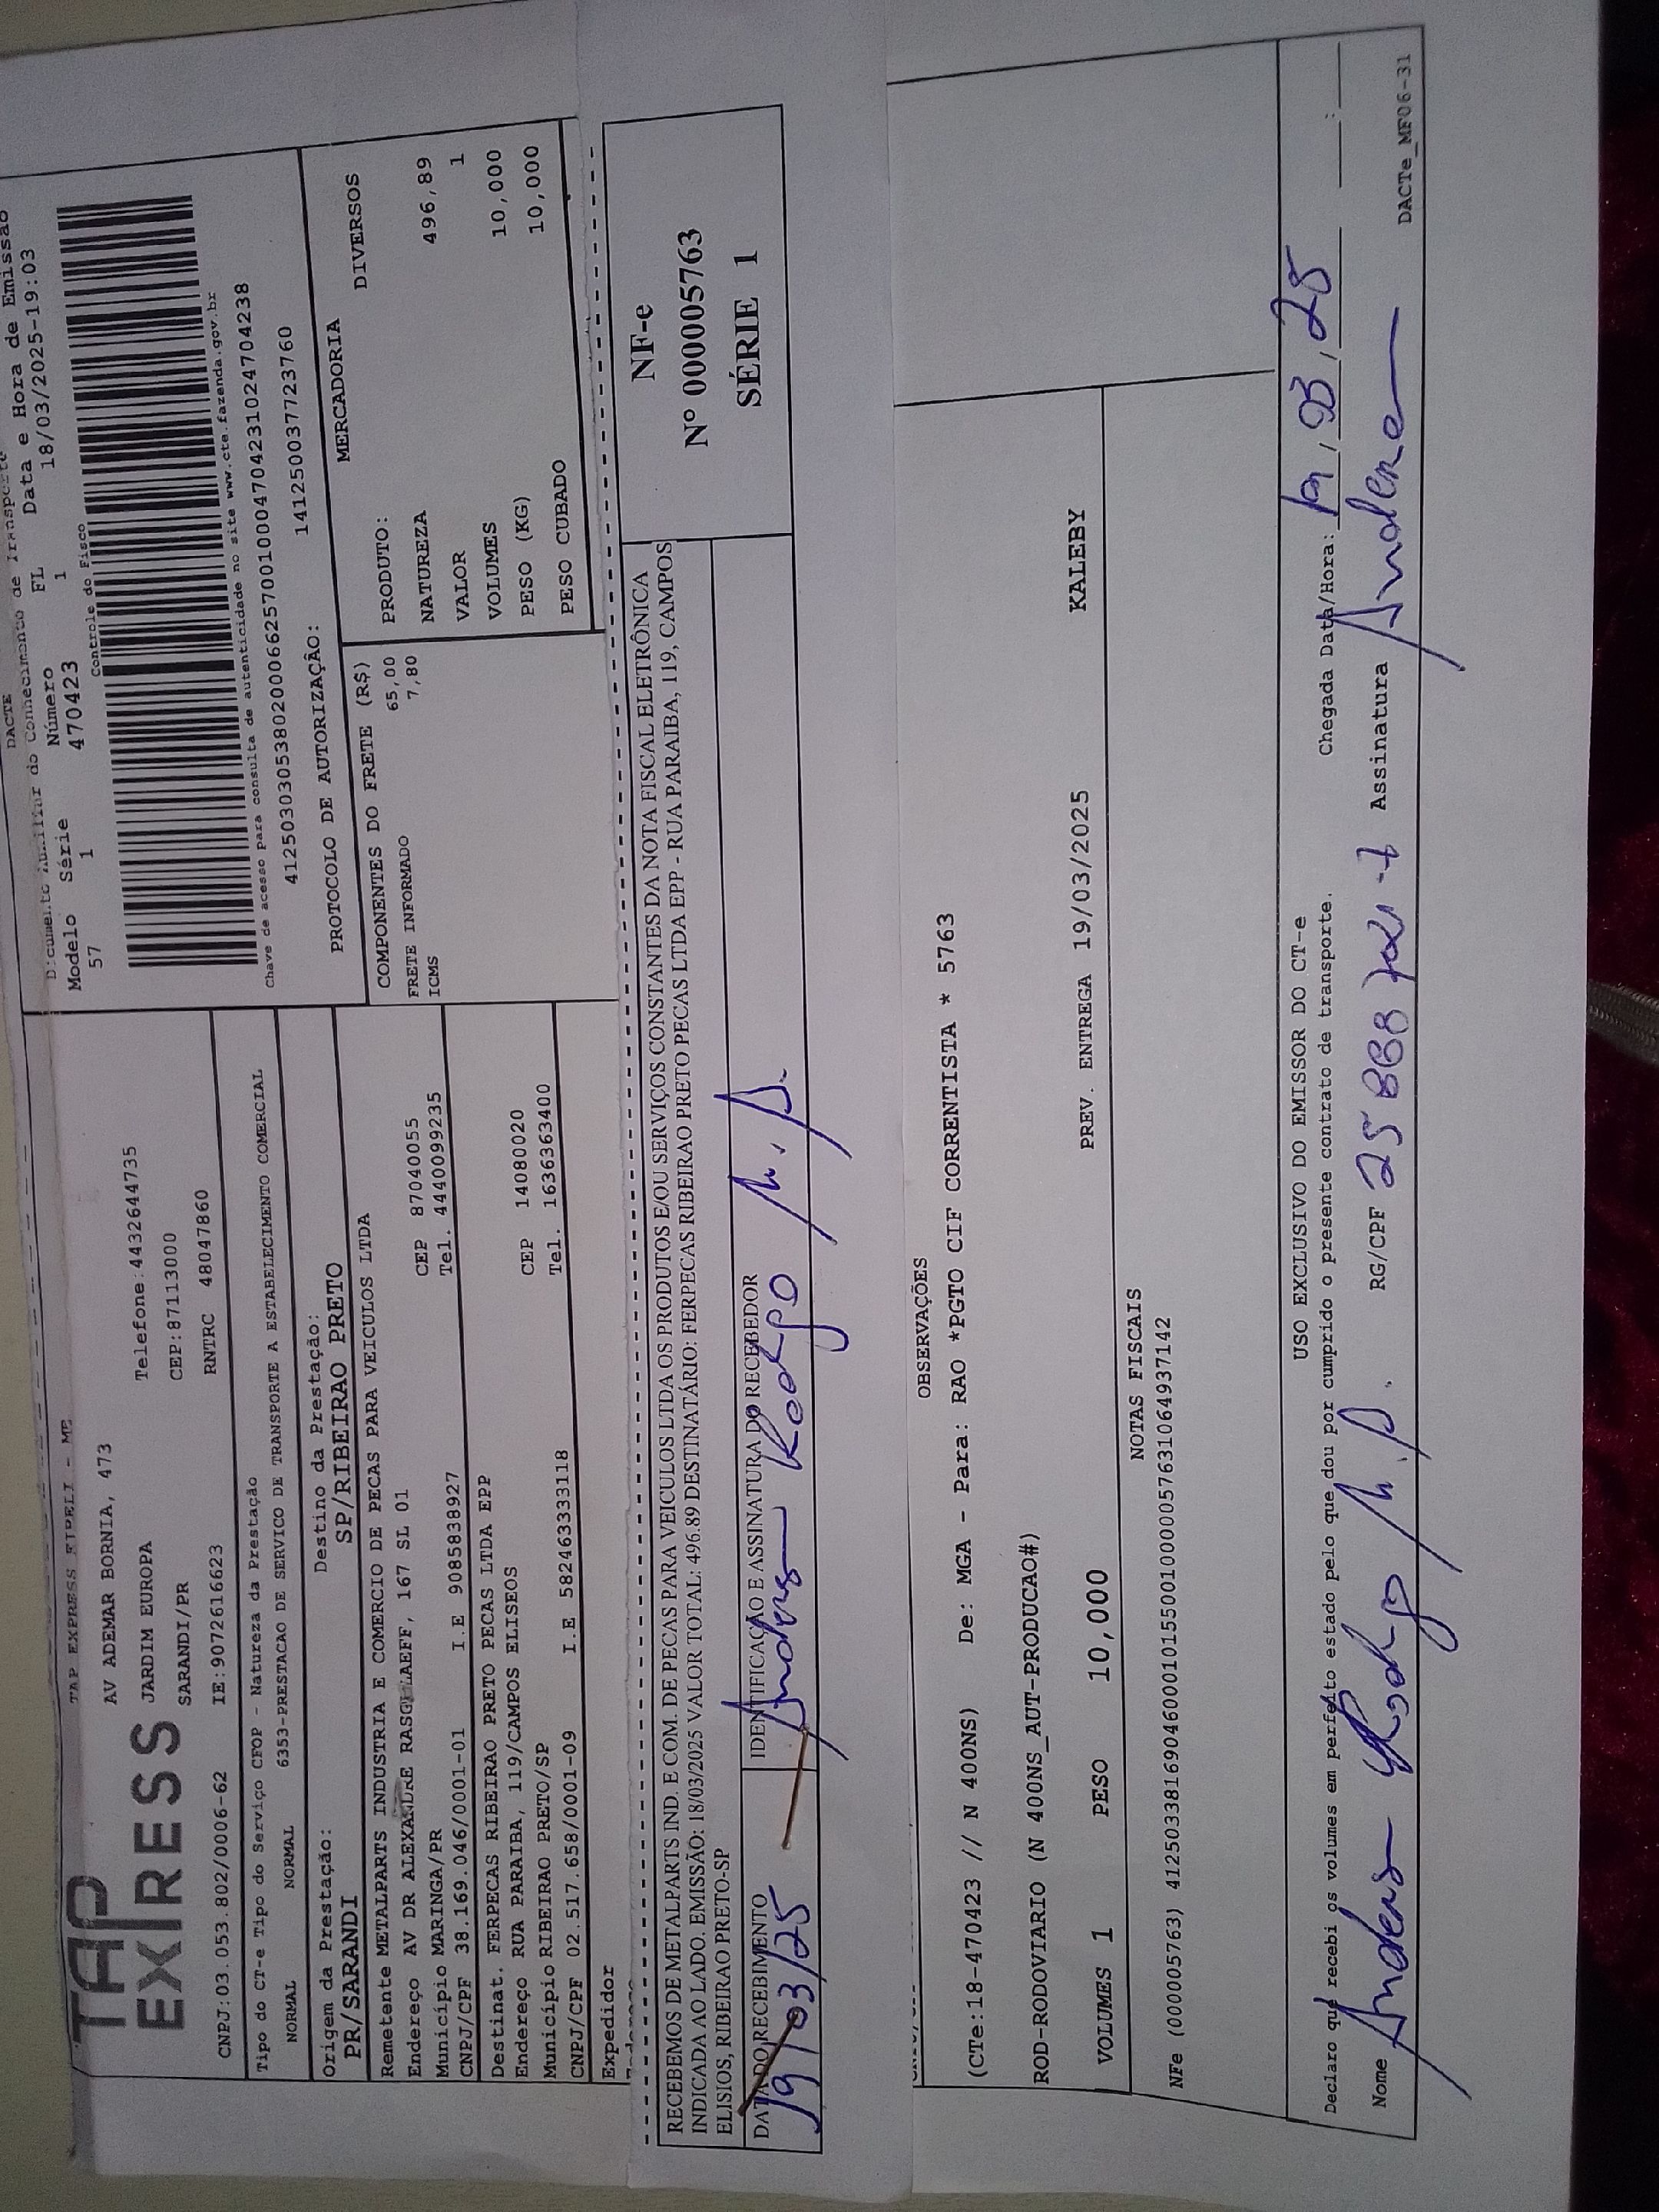 DACTE
Documento Auxiliar do Conhecimento de Transporte
Modelo Série Número FL Data e Hora de Emissão
57 1 470423 1 18/03/2025-19:03
Controle do Fisco
TAP EXPRESS EIRELI - ME
TAP
EXPRESS
AV ADEMAR BORNIA, 473
JARDIM EUROPA Telefone:4432644735
SARANDI/PR CEP:87113000
CNPJ:03.053.802/0006-62 IE:9072616623 RNTRC 48047860
Chave de acesso para consulta de autenticidade no site www.cte.fazenda.gov.br
41250303053802000662570010004704231024704238
PROTOCOLO DE AUTORIZAÇÃO: 141250037723760
Tipo do CT-e Tipo do Serviço CFOP - Natureza da Prestação
NORMAL NORMAL 6353-PRESTACAO DE SERVICO DE TRANSPORTE A ESTABELECIMENTO COMERCIAL
Origem da Prestação: Destino da Prestação:
PR/SARANDI SP/RIBEIRAO PRETO
Remetente METALPARTS INDUSTRIA E COMERCIO DE PECAS PARA VEICULOS LTDA
Endereço AV DR ALEXANDRE RASGULAEFF, 167 SL 01
Município MARINGA/PR CEP 87040055
CNPJ/CPF 38.169.046/0001-01 I.E 9085838927 Tel. 4440099235
Destinat. FERPECAS RIBEIRAO PRETO PECAS LTDA EPP
Endereço RUA PARAIBA, 119/CAMPOS ELISEOS
Município RIBEIRAO PRETO/SP CEP 14080020
CNPJ/CPF 02.517.658/0001-09 I.E 582463333118 Tel. 1636363400
Expedidor
COMPONENTES DO FRETE (R$)
FRETE INFORMADO 65,00
ICMS 7,80
MERCADORIA
PRODUTO: DIVERSOS
NATUREZA
VALOR 496,89
VOLUMES 1
PESO (KG) 10,000
PESO CUBADO 10,000
RECEBEMOS DE METALPARTS IND. E COM. DE PECAS PARA VEICULOS LTDA OS PRODUTOS E/OU SERVIÇOS CONSTANTES DA NOTA FISCAL ELETRÔNICA
INDICADA AO LADO. EMISSÃO: 18/03/2025 VALOR TOTAL: 496.89 DESTINATÁRIO: FERPECAS RIBEIRAO PRETO PECAS LTDA EPP - RUA PARAIBA, 119, CAMPOS
ELISIOS, RIBEIRAO PRETO-SP
DATA DO RECEBIMENTO IDENTIFICAÇÃO E ASSINATURA DO RECEBEDOR
19/03/25 Anderson Rodrigo M. S.
NF-e
Nº 000005763
SÉRIE 1
OBSERVAÇÕES
(CTe:18-470423 // N 400NS) De: MGA - Para: RAO *PGTO CIF CORRENTISTA * 5763
ROD-RODOVIARIO (N 400NS_AUT-PRODUCAO#)
VOLUMES 1 PESO 10,000 PREV. ENTREGA 19/03/2025 KALEBY
NOTAS FISCAIS
NFe (000005763) 41250338169046000101550010000057631064937142
USO EXCLUSIVO DO EMISSOR DO CT-e
Declaro que recebi os volumes em perfeito estado pelo que dou por cumprido o presente contrato de transporte. Chegada Data/Hora: 19,03,25 :
Nome Anderson Rodrigo M. S. RG/CPF Assinatura Anderson
DACTe_MF06-31